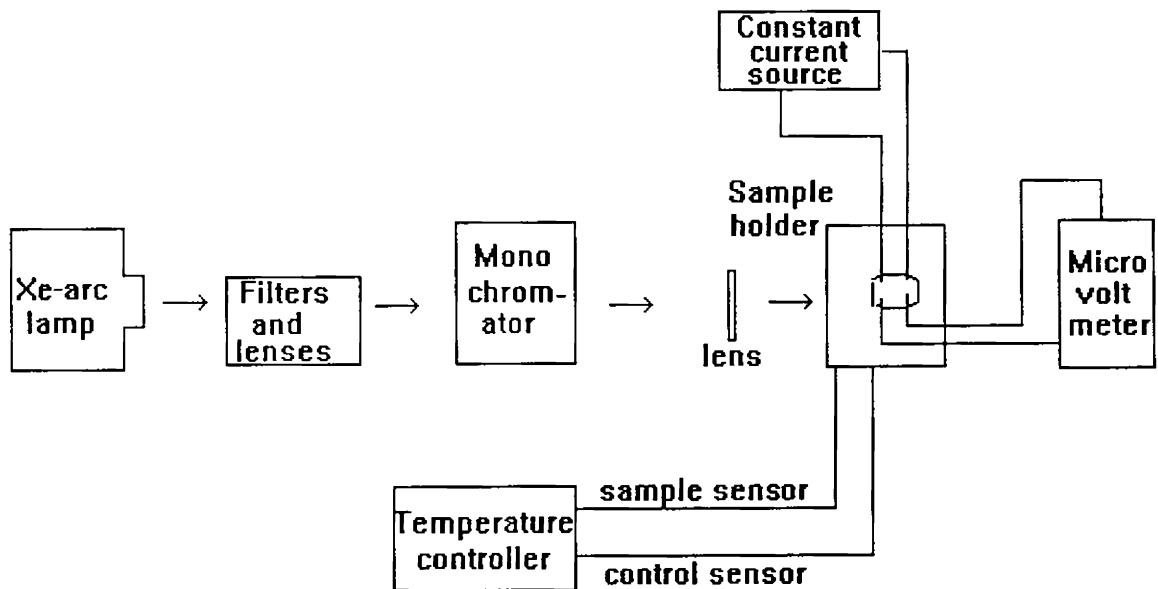 Constant
current
source
Sample
holder
Xe-arc
lamp
Filters
and
lenses
Mono
chrom-
ator
lens
Micro
volt
meter
sample sensor
Temperature
controller
control sensor